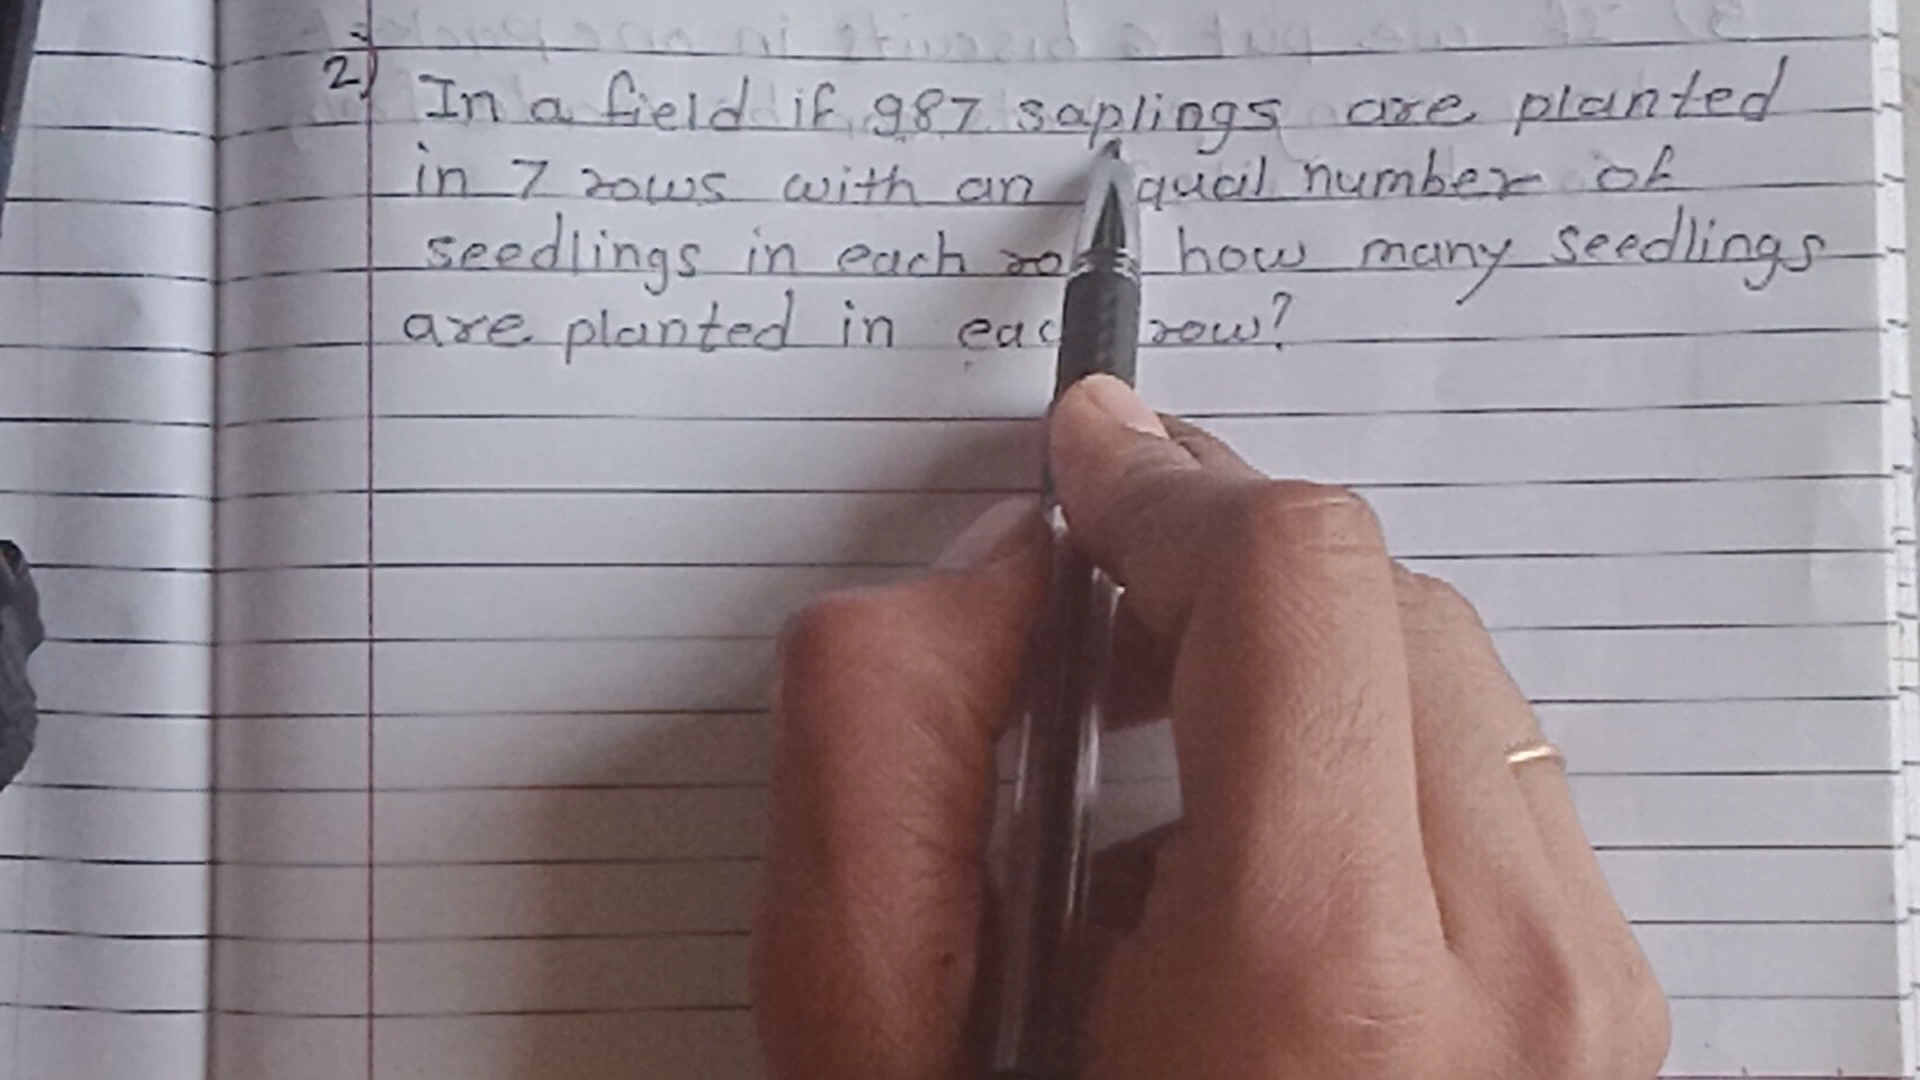 2) In a field if 987 saplings are planted
in 7 rows with an qual number of
seedlings in each ro how many seedlings
are planted in eac row?